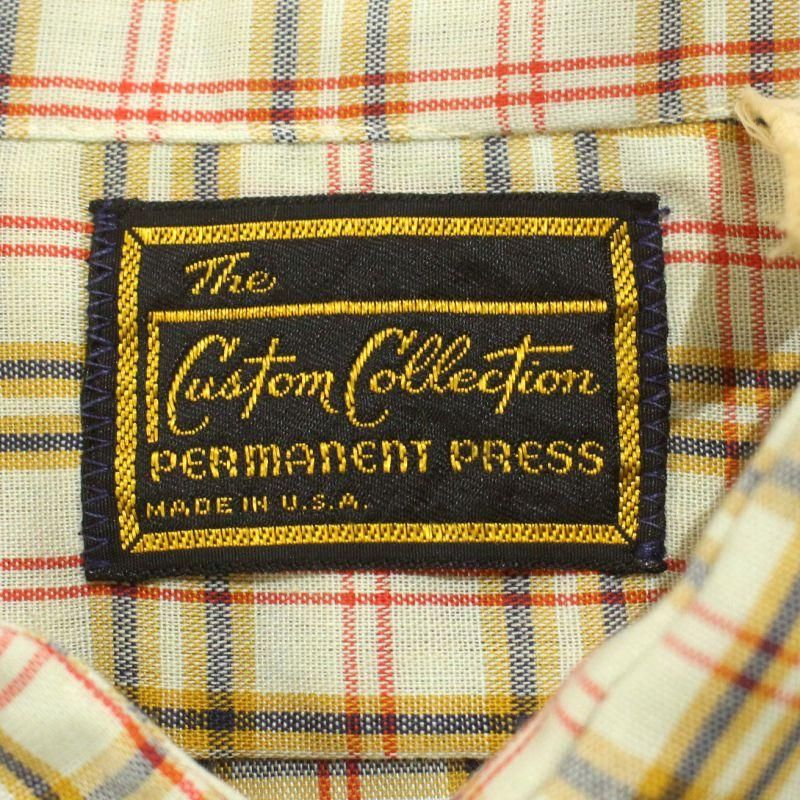 The
Custom Collection
PERMANENT PRESS
MADE IN U.S.A.